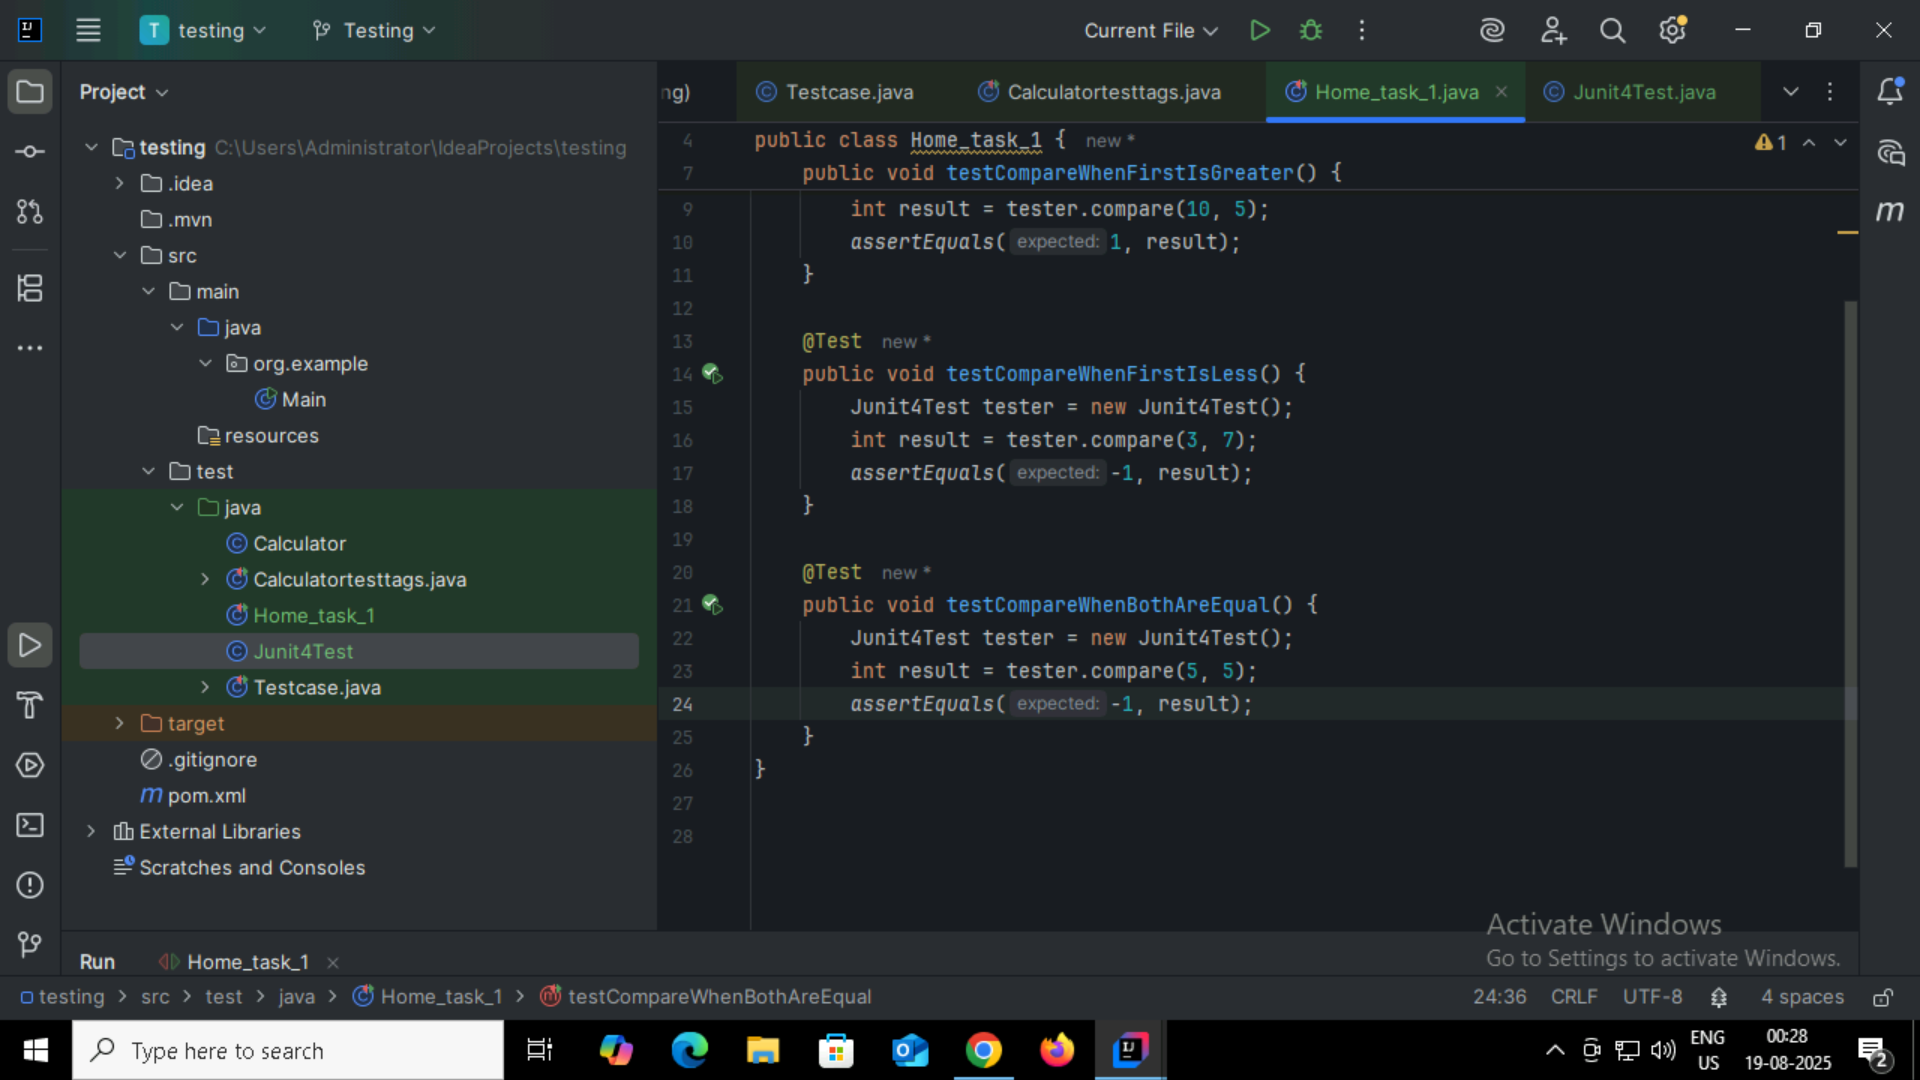 T testing
Testing
Current File
Project
ng)
Testcase.java
Calculatortesttags.java
Home_task_1.java
Junit4Test.java
testing C:\Users\Administrator\IdeaProjects\testing
.idea
.mvn
src
main
java
org.example
Main
resources
test
java
Calculator
Calculatortesttags.java
Home_task_1
Junit4Test
Testcase.java
target
.gitignore
m pom.xml
External Libraries
Scratches and Consoles
4 public class Home_task_1 { new *
7 public void testCompareWhenFirstIsGreater() {
9 int result = tester.compare(10, 5);
10 assertEquals( expected: 1, result);
11 }
12
13 @Test new *
14 public void testCompareWhenFirstIsLess() {
15 Junit4Test tester = new Junit4Test();
16 int result = tester.compare(3, 7);
17 assertEquals( expected: -1, result);
18 }
19
20 @Test new *
21 public void testCompareWhenBothAreEqual() {
22 Junit4Test tester = new Junit4Test();
23 int result = tester.compare(5, 5);
24 assertEquals( expected: -1, result);
25 }
26 }
27
28
1
m
Activate Windows
Go to Settings to activate Windows.
Run Home_task_1
testing > src > test > java > Home_task_1 > testCompareWhenBothAreEqual
24:36 CRLF UTF-8 4 spaces
Type here to search
ENG
US
00:28
19-08-2025
2